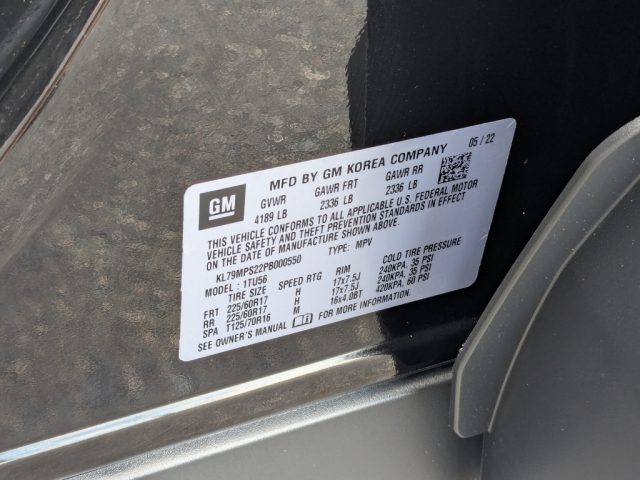 GM
MFD BY GM KOREA COMPANY 05/22
GVWR GAWR FRT GAWR RR
4189 LB 2336 LB 2336 LB
THIS VEHICLE CONFORMS TO ALL APPLICABLE U.S. FEDERAL MOTOR
VEHICLE SAFETY AND THEFT PREVENTION STANDARDS IN EFFECT
ON THE DATE OF MANUFACTURE SHOWN ABOVE.
KL79MPS22PB000550 TYPE: MPV
MODEL: 1TU56
TIRE SIZE SPEED RTG RIM COLD TIRE PRESSURE
FRT 225/60R17 H 17x7.5J 240KPA, 35 PSI
RR 225/60R17 H 17x7.5J 240KPA, 35 PSI
SPA T125/70R16 M 16x4.0BT 420KPA, 60 PSI
SEE OWNER'S MANUAL FOR MORE INFORMATION.